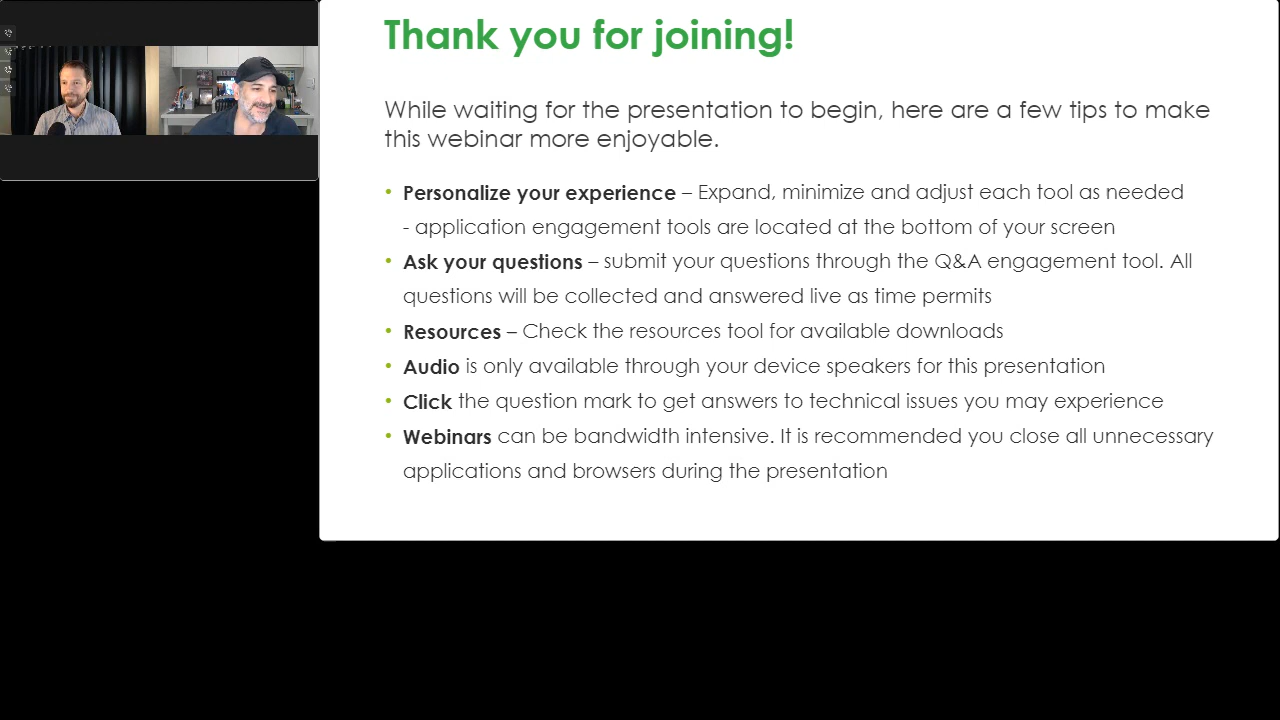 Thank you for joining!
While waiting for the presentation to begin, here are a few tips to make
this webinar more enjoyable.
• Personalize your experience – Expand, minimize and adjust each tool as needed
- application engagement tools are located at the bottom of your screen
• Ask your questions – submit your questions through the Q&A engagement tool. All
questions will be collected and answered live as time permits
• Resources – Check the resources tool for available downloads
• Audio is only available through your device speakers for this presentation
• Click the question mark to get answers to technical issues you may experience
• Webinars can be bandwidth intensive. It is recommended you close all unnecessary
applications and browsers during the presentation